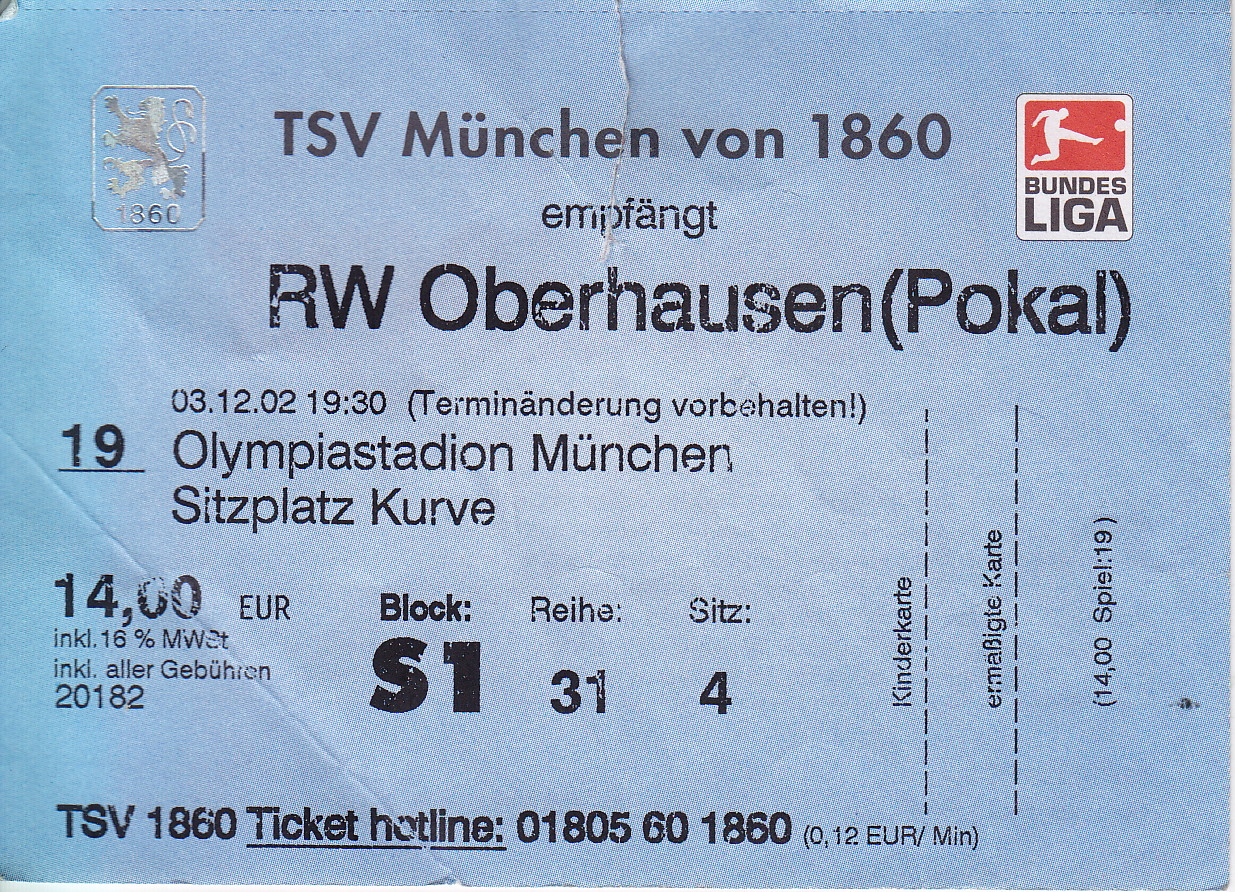 1860
TSV München von 1860
BUNDES
LIGA
empfängt
RW Oberhausen(Pokal)
03.12.02 19:30 (Terminänderung vorbehalten!)
19 Olympiastadion München
Sitzplatz Kurve
14,00 EUR
inkl.16 % MWSt
inkl. aller Gebühren
20182
Block: Reihe: Sitz:
S1 31 4
Kinderkarte
ermaßigte Karte
(14,00 Spiel:19)
TSV 1860 Ticket hotline: 01805 60 1860 (0,12 EUR/ Min)